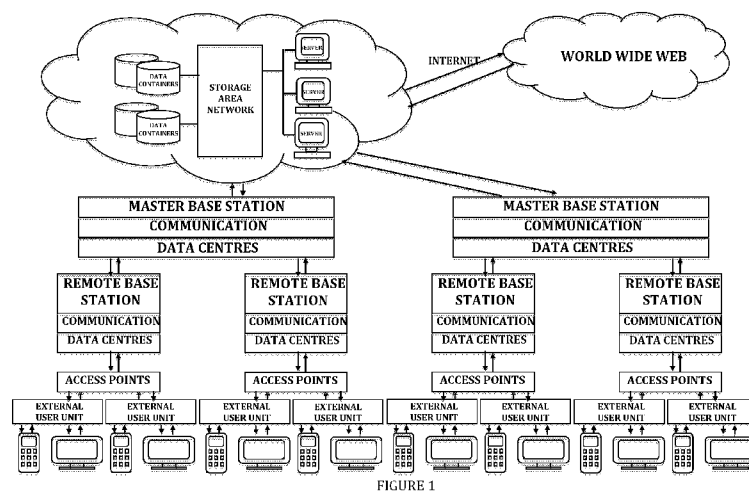 SERVER
DATA
CONTAINERS
STORAGE
AREA
NETWORK
SERVER
DATA
CONTAINERS
SERVER
INTERNET
WORLD WIDE WEB
MASTER BASE STATION
COMMUNICATION
DATA CENTRES
MASTER BASE STATION
COMMUNICATION
DATA CENTRES
REMOTE BASE
STATION
COMMUNICATION
DATA CENTRES
REMOTE BASE
STATION
COMMUNICATION
DATA CENTRES
REMOTE BASE
STATION
COMMUNICATION
DATA CENTRES
REMOTE BASE
STATION
COMMUNICATION
DATA CENTRES
ACCESS POINTS
ACCESS POINTS
ACCESS POINTS
ACCESS POINTS
EXTERNAL
USER UNIT
EXTERNAL
USER UNIT
EXTERNAL
USER UNIT
EXTERNAL
USER UNIT
EXTERNAL
USER UNIT
EXTERNAL
USER UNIT
EXTERNAL
USER UNIT
EXTERNAL
USER UNIT
FIGURE 1